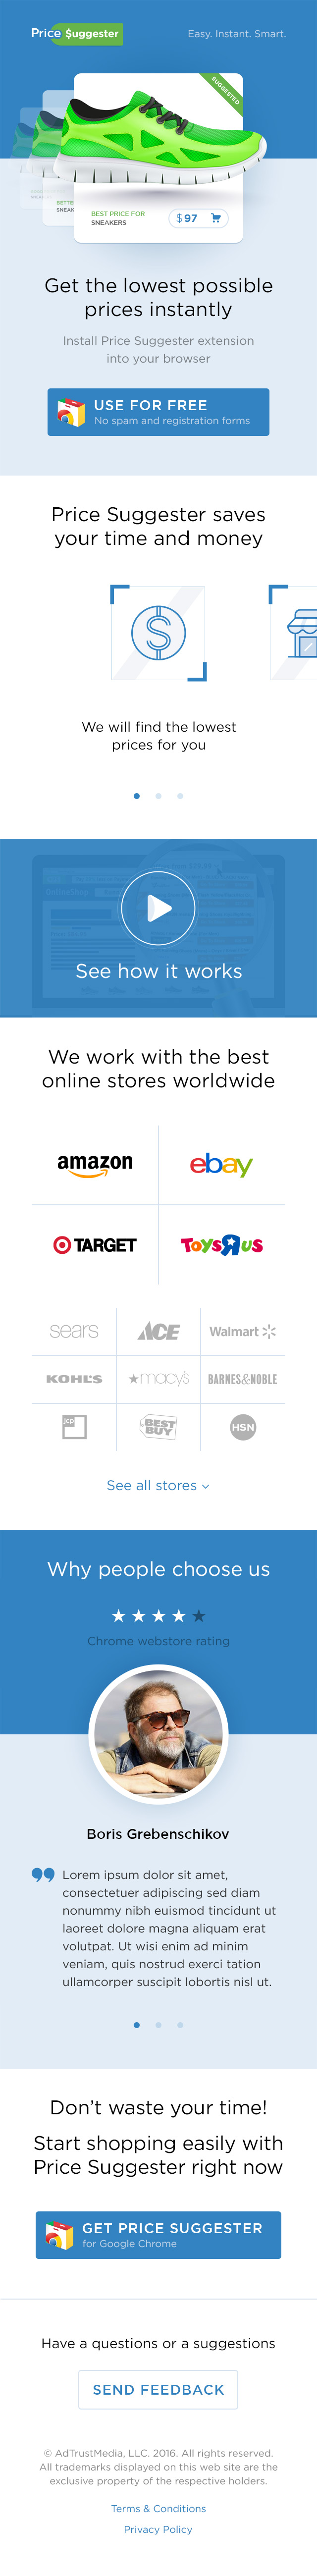 Price $uggester
Easy. Instant. Smart.
SUGGESTED
BETTE
SNEAK
BEST PRICE FOR
SNEAKERS
$ 97
Get the lowest possible
prices instantly
Install Price Suggester extension
into your browser
USE FOR FREE
No spam and registration forms
Price Suggester saves
your time and money
We will find the lowest
prices for you
See how it works
We work with the best
online stores worldwide
amazon
ebay
TARGET
ToysRus
sears
ACE
Walmart
KOHL'S
macy's
BARNES&NOBLE
jcp
BEST
BUY
HSN
See all stores
Why people choose us
Chrome webstore rating
Boris Grebenschikov
Lorem ipsum dolor sit amet,
consectetuer adipiscing sed diam
nonummy nibh euismod tincidunt ut
laoreet dolore magna aliquam erat
volutpat. Ut wisi enim ad minim
veniam, quis nostrud exerci tation
ullamcorper suscipit lobortis nisl ut.
Don't waste your time!
Start shopping easily with
Price Suggester right now
GET PRICE SUGGESTER
for Google Chrome
Have a questions or a suggestions
SEND FEEDBACK
© AdTrustMedia, LLC. 2016. All rights reserved.
All trademarks displayed on this web site are the
exclusive property of the respective holders.
Terms & Conditions
Privacy Policy